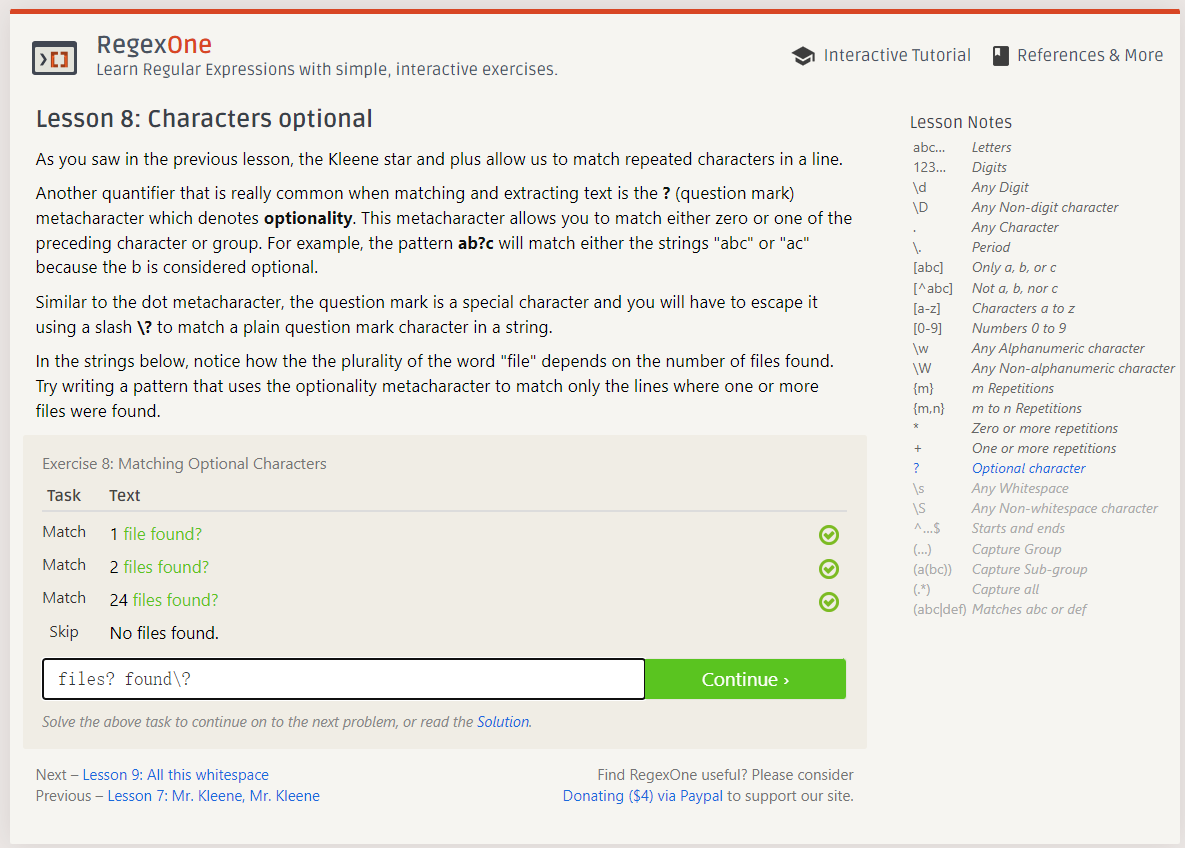 RegexOne
Learn Regular Expressions with simple, interactive exercises.
Interactive Tutorial
References & More
Lesson 8: Characters optional
As you saw in the previous lesson, the Kleene star and plus allow us to match repeated characters in a line.
Another quantifier that is really common when matching and extracting text is the ? (question mark)
metacharacter which denotes optionality. This metacharacter allows you to match either zero or one of the
preceding character or group. For example, the pattern ab?c will match either the strings "abc" or "ac"
because the b is considered optional.
Similar to the dot metacharacter, the question mark is a special character and you will have to escape it
using a slash \? to match a plain question mark character in a string.
In the strings below, notice how the the plurality of the word "file" depends on the number of files found.
Try writing a pattern that uses the optionality metacharacter to match only the lines where one or more
files were found.
Exercise 8: Matching Optional Characters
Task Text
Match 1 file found?
Match 2 files found?
Match 24 files found?
Skip No files found.
files? found\?
Continue ›
Solve the above task to continue on to the next problem, or read the Solution.
Next – Lesson 9: All this whitespace
Previous – Lesson 7: Mr. Kleene, Mr. Kleene
Find RegexOne useful? Please consider
Donating ($4) via Paypal to support our site.
Lesson Notes
abc... Letters
123... Digits
\d Any Digit
\D Any Non-digit character
. Any Character
\. Period
[abc] Only a, b, or c
[^abc] Not a, b, nor c
[a-z] Characters a to z
[0-9] Numbers 0 to 9
\w Any Alphanumeric character
\W Any Non-alphanumeric character
{m} m Repetitions
{m,n} m to n Repetitions
* Zero or more repetitions
+ One or more repetitions
? Optional character
\s Any Whitespace
\S Any Non-whitespace character
^...$ Starts and ends
(...) Capture Group
(a(bc)) Capture Sub-group
(.*) Capture all
(abc|def) Matches abc or def